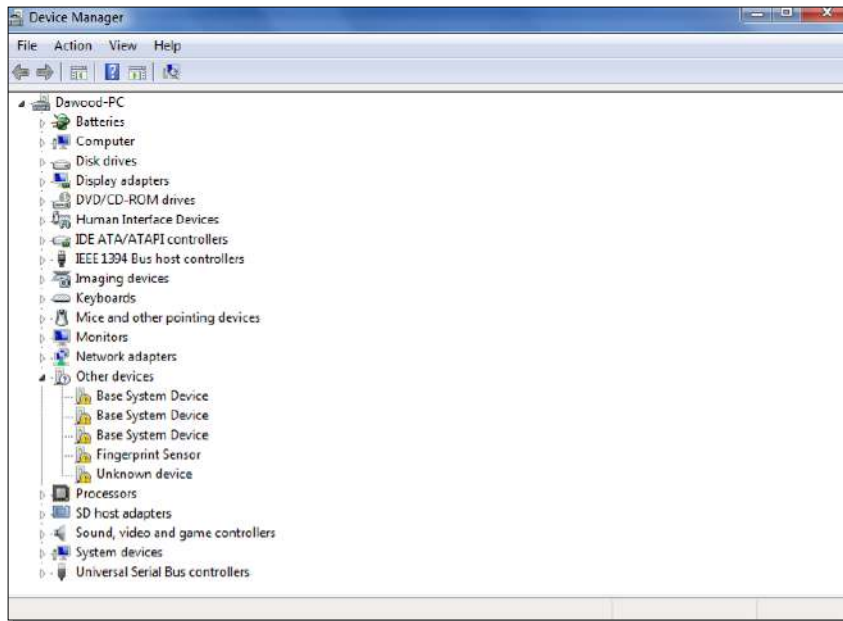 Device Manager
File Action View Help
Dawood-PC
Batteries
Computer
Disk drives
Display adapters
DVD/CD-ROM drives
Human Interface Devices
IDE ATA/ATAPI controllers
IEEE 1394 Bus host controllers
Imaging devices
Keyboards
Mice and other pointing devices
Monitors
Network adapters
Other devices
Base System Device
Base System Device
Base System Device
Fingerprint Sensor
Unknown device
Processors
SD host adapters
Sound, video and game controllers
System devices
Universal Serial Bus controllers